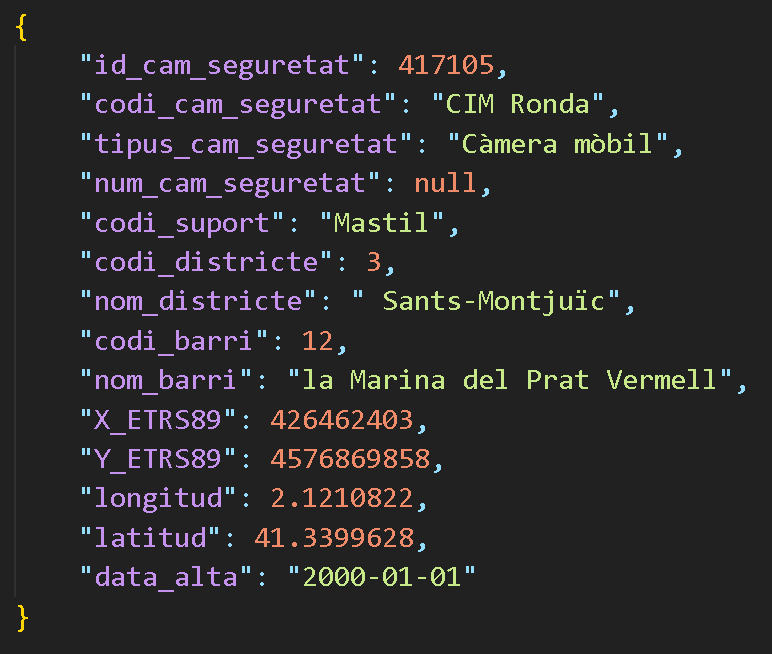 {
"id_cam_seguretat": 417105,
"codi_cam_seguretat": "CIM Ronda",
"tipus_cam_seguretat": "Càmera mòbil",
"num_cam_seguretat": null,
"codi_suport": "Mastil",
"codi_districte": 3,
"nom_districte": " Sants-Montjuïc",
"codi_barri": 12,
"nom_barri": "la Marina del Prat Vermell",
"X_ETRS89": 426462403,
"Y_ETRS89": 4576869858,
"longitud": 2.1210822,
"latitud": 41.3399628,
"data_alta": "2000-01-01"
}